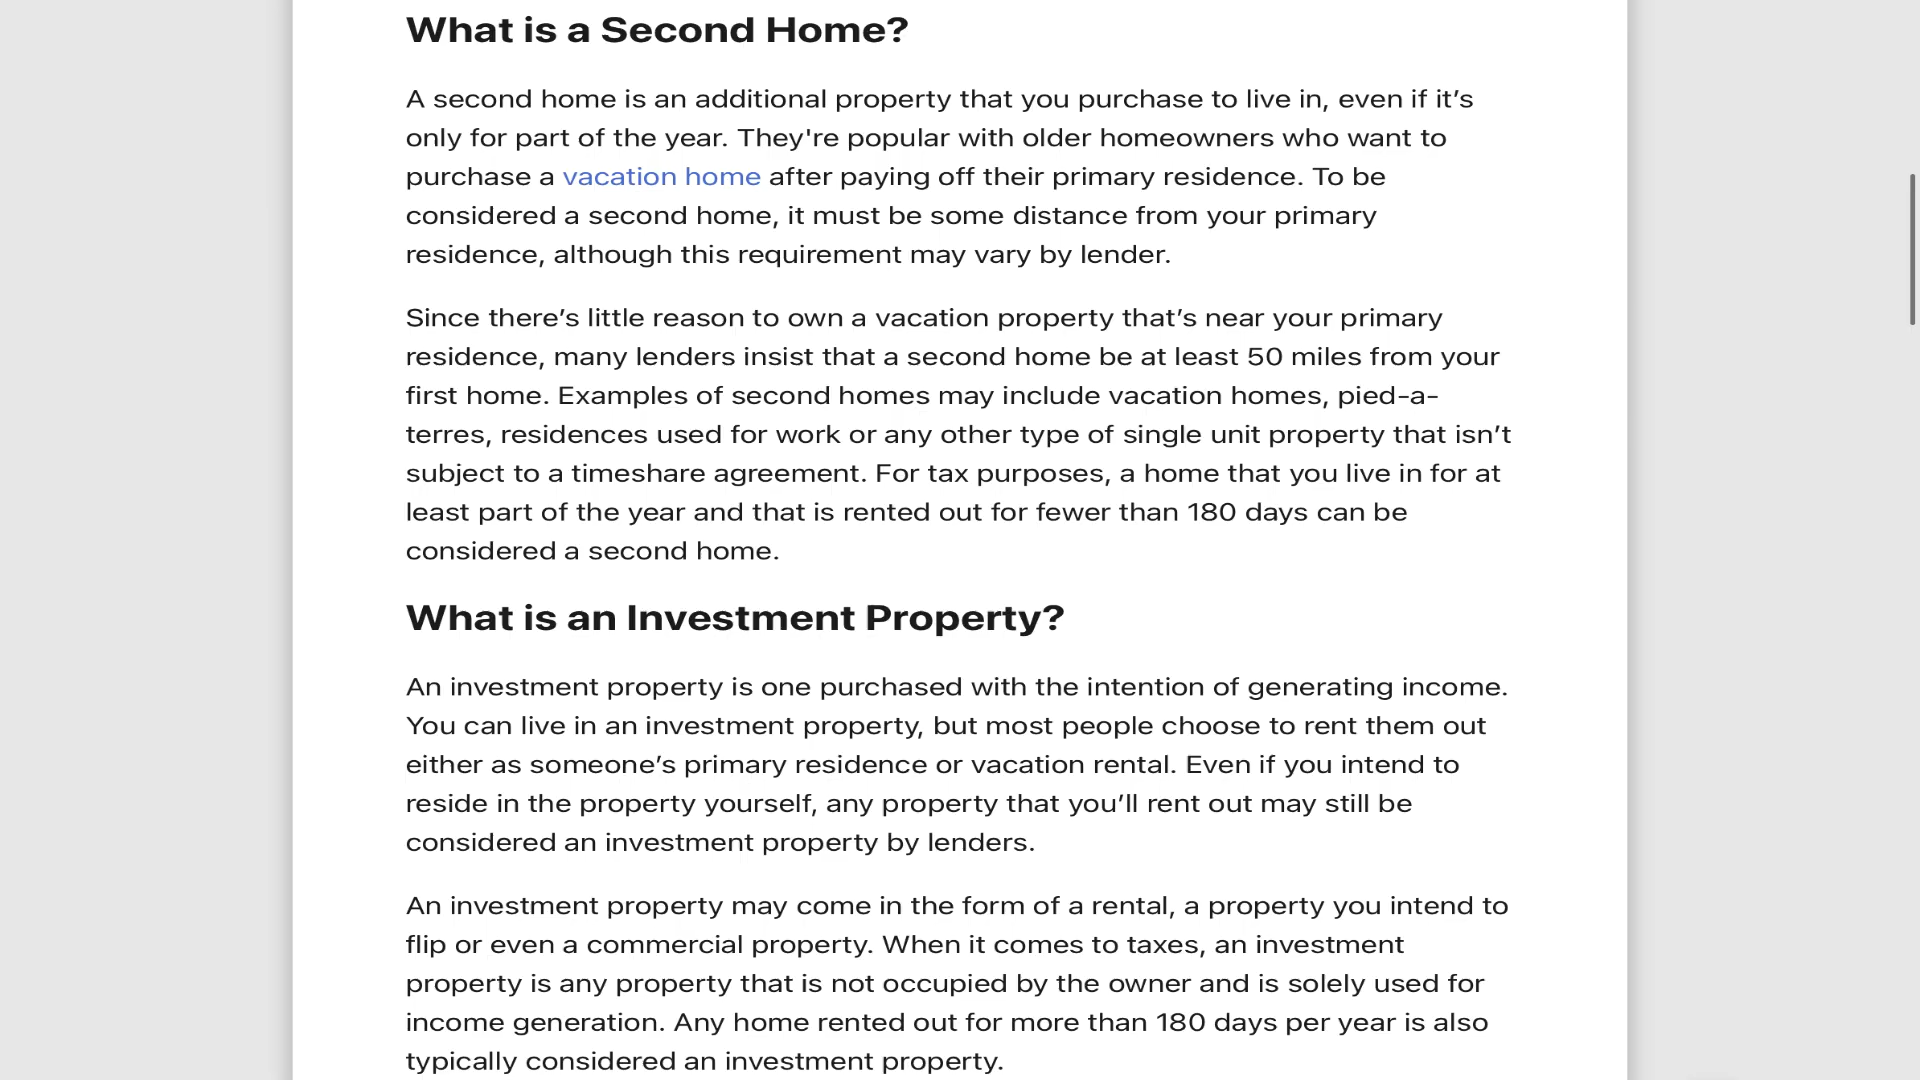 What is a Second Home?
A second home is an additional property that you purchase to live in, even if it’s
only for part of the year. They're popular with older homeowners who want to
purchase a vacation home after paying off their primary residence. To be
considered a second home, it must be some distance from your primary
residence, although this requirement may vary by lender.
Since there’s little reason to own a vacation property that’s near your primary
residence, many lenders insist that a second home be at least 50 miles from your
first home. Examples of second homes may include vacation homes, pied-a-
terres, residences used for work or any other type of single unit property that isn’t
subject to a timeshare agreement. For tax purposes, a home that you live in for at
least part of the year and that is rented out for fewer than 180 days can be
considered a second home.
What is an Investment Property?
An investment property is one purchased with the intention of generating income.
You can live in an investment property, but most people choose to rent them out
either as someone’s primary residence or vacation rental. Even if you intend to
reside in the property yourself, any property that you’ll rent out may still be
considered an investment property by lenders.
An investment property may come in the form of a rental, a property you intend to
flip or even a commercial property. When it comes to taxes, an investment
property is any property that is not occupied by the owner and is solely used for
income generation. Any home rented out for more than 180 days per year is also
typically considered an investment property.